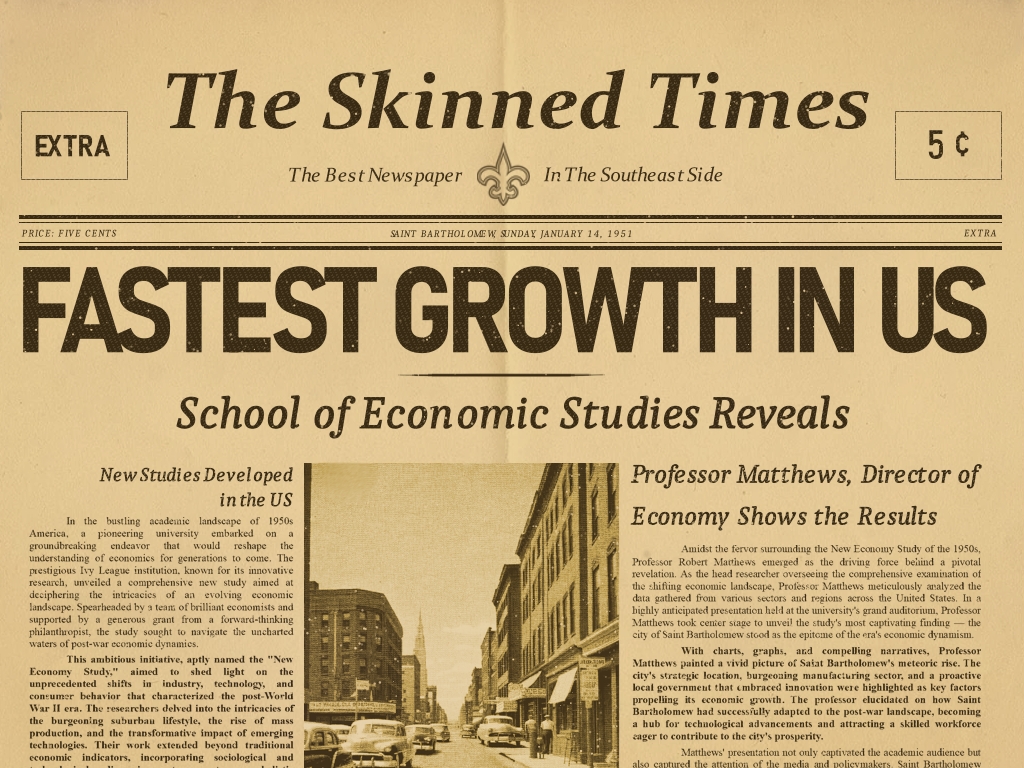 The Skinned Times
EXTRA
5 ¢
The Best Newspaper
In The Southeast Side
PRICE: FIVE CENTS
SAINT BARTHOLOMEW, SUNDAY, JANUARY 14, 1951
EXTRA
FASTEST GROWTH IN US
School of Economic Studies Reveals
New Studies Developed
in the US
In the bustling academic landscape of 1950s
America, a pioneering university embarked on a
groundbreaking endeavor that would reshape the
understanding of economics for generations to come. The
prestigious Ivy League institution, known for its innovative
research, unveiled a comprehensive new study aimed at
deciphering the intricacies of an evolving economic
landscape. Spearheaded by a team of brilliant economists and
supported by a generous grant from a forward-thinking
philanthropist, the study sought to navigate the uncharted
waters of post-war economic dynamics.
This ambitious initiative, aptly named the "New
Economy Study," aimed to shed light on the
unprecedented shifts in industry, technology, and
consumer behavior that characterized the post-World
War II era. The researchers delved into the intricacies of
the burgeoning suburban lifestyle, the rise of mass
production, and the transformative impact of emerging
technologies. Their work extended beyond traditional
economic indicators, incorporating sociological and
Professor Matthews, Director of
Economy Shows the Results
Amidst the fervor surrounding the New Economy Study of the 1950s,
Professor Robert Matthews emerged as the driving force behind a pivotal
revelation. As the head researcher overseeing the comprehensive examination of
the shifting economic landscape, Professor Matthews meticulously analyzed the
data gathered from various sectors and regions across the United States. In a
highly anticipated presentation held at the university's grand auditorium, Professor
Matthews took center stage to unveil the study's most captivating finding — the
city of Saint Bartholomew stood as the epitome of the era's economic dynamism.
With charts, graphs, and compelling narratives, Professor
Matthews painted a vivid picture of Saint Bartholomew's meteoric rise. The
city's strategic location, burgeoning manufacturing sector, and a proactive
local government that embraced innovation were highlighted as key factors
propelling its economic growth. The professor elucidated on how Saint
Bartholomew had successfully adapted to the post-war landscape, becoming
a hub for technological advancements and attracting a skilled workforce
eager to contribute to the city's prosperity.
Matthews' presentation not only captivated the academic audience but
also captured the attention of the media and policymakers. Saint Bartholomew